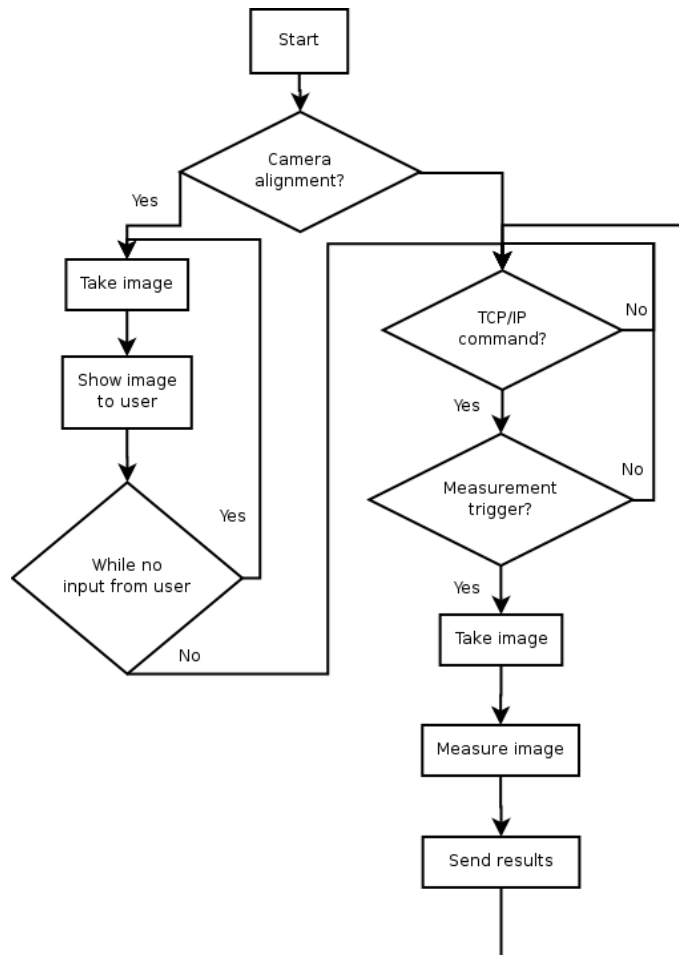 Start
Camera
alignment?
Yes
Take image
Show image
to user
Yes
While no
input from user
No
TCP/IP
command?
No
Yes
Measurement
trigger?
No
Yes
Take image
Measure image
Send results